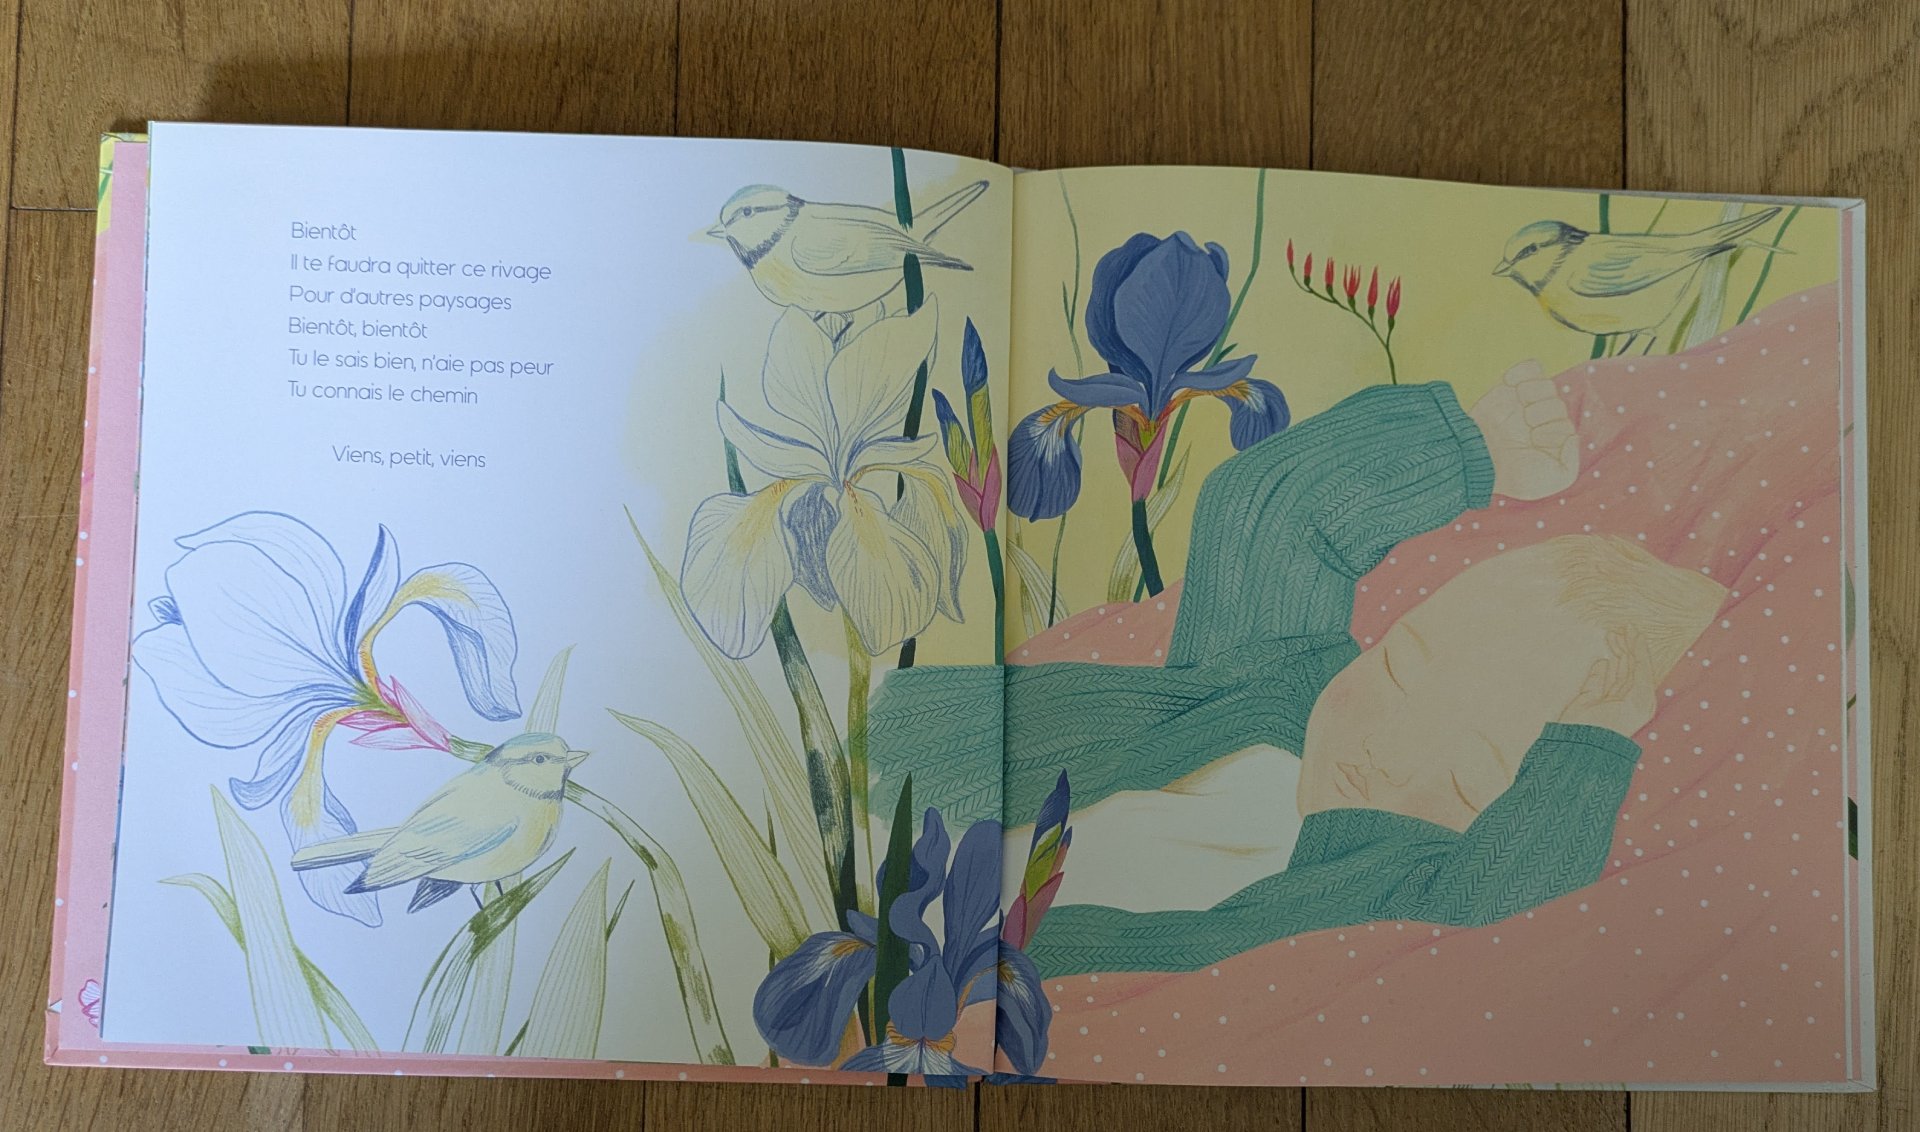 Bientôt
Il te faudra quitter ce rivage
Pour d'autres paysages
Bientôt, bientôt
Tu le sais bien, n'aie pas peur
Tu connais le chemin
Viens, petit, viens